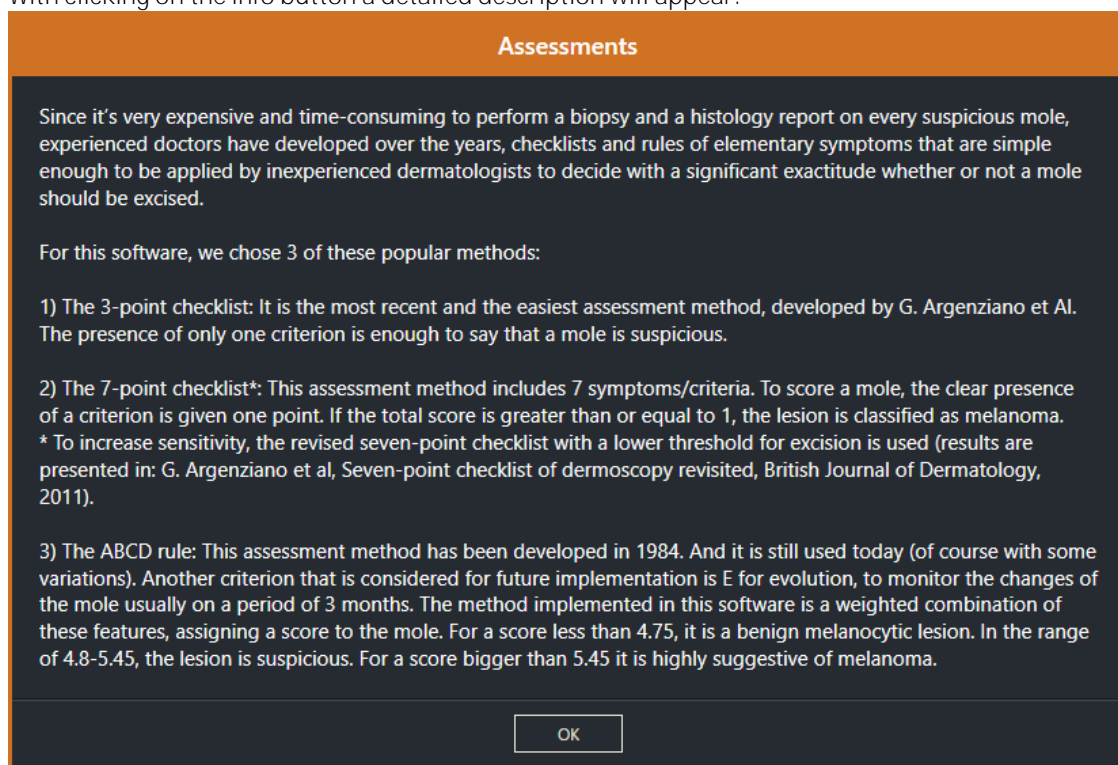 With clicking on the info button a detailed description will appear:
Assessments
Since it's very expensive and time-consuming to perform a biopsy and a histology report on every suspicious mole,
experienced doctors have developed over the years, checklists and rules of elementary symptoms that are simple
enough to be applied by inexperienced dermatologists to decide with a significant exactitude whether or not a mole
should be excised.
For this software, we chose 3 of these popular methods:
1) The 3-point checklist: It is the most recent and the easiest assessment method, developed by G. Argenziano et Al.
The presence of only one criterion is enough to say that a mole is suspicious.
2) The 7-point checklist*: This assessment method includes 7 symptoms/criteria. To score a mole, the clear presence
of a criterion is given one point. If the total score is greater than or equal to 1, the lesion is classified as melanoma.
* To increase sensitivity, the revised seven-point checklist with a lower threshold for excision is used (results are
presented in: G. Argenziano et al, Seven-point checklist of dermoscopy revisited, British Journal of Dermatology,
2011).
3) The ABCD rule: This assessment method has been developed in 1984. And it is still used today (of course with some
variations). Another criterion that is considered for future implementation is E for evolution, to monitor the changes of
the mole usually on a period of 3 months. The method implemented in this software is a weighted combination of
these features, assigning a score to the mole. For a score less than 4.75, it is a benign melanocytic lesion. In the range
of 4.8-5.45, the lesion is suspicious. For a score bigger than 5.45 it is highly suggestive of melanoma.
OK